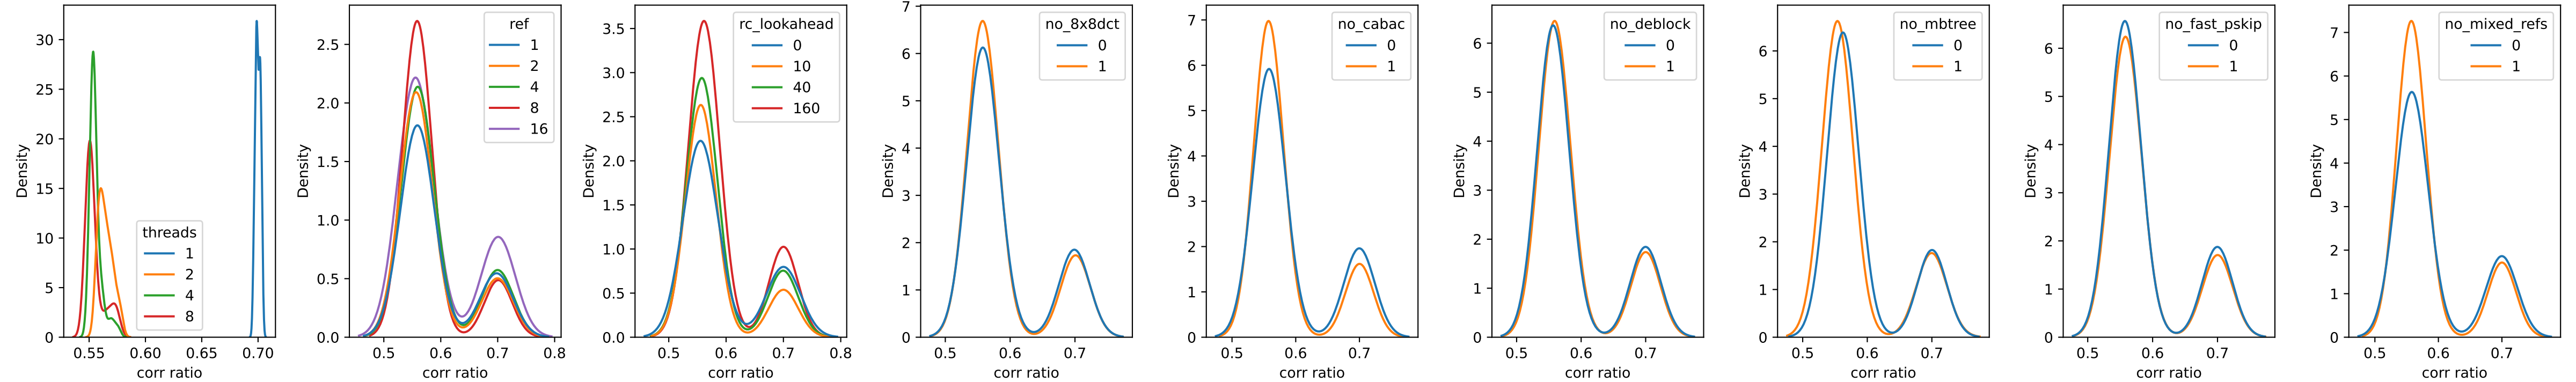 Density
30
25
20
15
10
5
0
threads
1
2
4
8
0.55 0.60 0.65 0.70
corr ratio
Density
2.5
2.0
1.5
1.0
0.5
0.0
ref
1
2
4
8
16
0.5 0.6 0.7 0.8
corr ratio
Density
3.5
3.0
2.5
2.0
1.5
1.0
0.5
0.0
rc_lookahead
0
10
40
160
0.5 0.6 0.7 0.8
corr ratio
Density
7
6
5
4
3
2
1
0
no_8x8dct
0
1
0.5 0.6 0.7
corr ratio
Density
7
6
5
4
3
2
1
0
no_cabac
0
1
0.5 0.6 0.7
corr ratio
Density
6
5
4
3
2
1
0
no_deblock
0
1
0.5 0.6 0.7
corr ratio
Density
6
5
4
3
2
1
0
no_mbtree
0
1
0.5 0.6 0.7
corr ratio
Density
6
5
4
3
2
1
0
no_fast_pskip
0
1
0.5 0.6 0.7
corr ratio
Density
7
6
5
4
3
2
1
0
no_mixed_refs
0
1
0.5 0.6 0.7
corr ratio